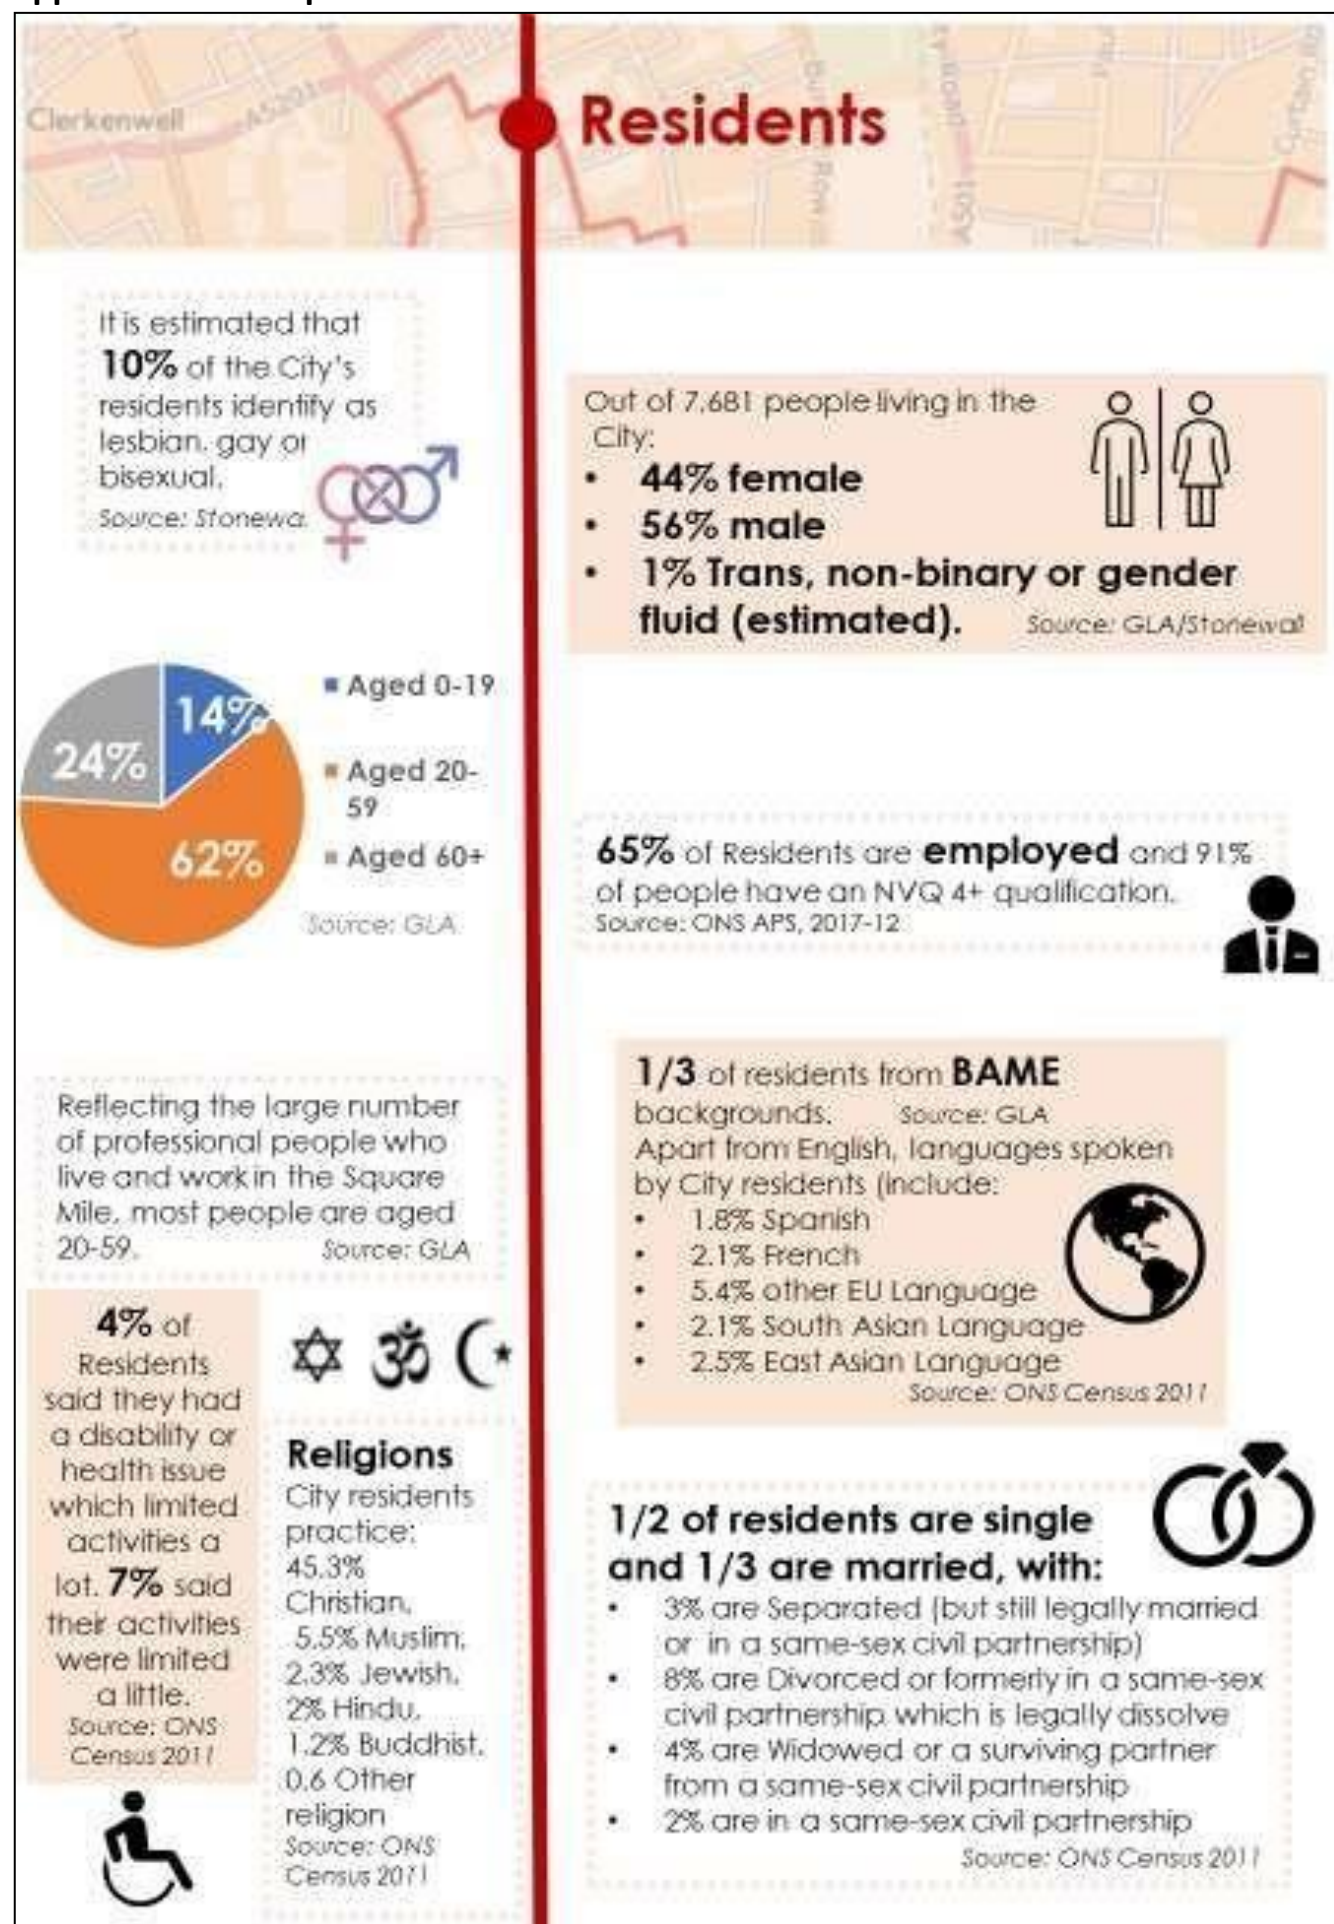 Clerkenwell
A5201
A501
Residents
It is estimated that
10% of the City's
residents identify as
lesbian, gay or
bisexual.
Source: Stonewa
Out of 7,681 people living in the
City:
• 44% female
• 56% male
• 1% Trans, non-binary or gender
fluid (estimated).
Source: GLA/Stonewall
14%
24%
62%
Aged 0-19
Aged 20-
59
Aged 60+
Source: GLA
65% of Residents are employed and 91%
of people have an NVQ 4+ qualification.
Source: ONS APS, 2017-12
Reflecting the large number
of professional people who
live and work in the Square
Mile, most people are aged
20-59. Source: GLA
1/3 of residents from BAME
backgrounds. Source: GLA
Apart from English, languages spoken
by City residents (include:
• 1.8% Spanish
• 2.1% French
• 5.4% other EU Language
• 2.1% South Asian Language
• 2.5% East Asian Language
Source: ONS Census 2011
4% of
Residents
said they had
a disability or
health issue
which limited
activities a
lot. 7% said
their activities
were limited
a little.
Source: ONS
Census 2011
Religions
City residents
practice:
45.3%
Christian,
5.5% Muslim,
2.3% Jewish,
2% Hindu,
1.2% Buddhist,
0.6 Other
religion
Source: ONS
Census 2011
1/2 of residents are single
and 1/3 are married, with:
• 3% are Separated (but still legally married
or in a same-sex civil partnership)
• 8% are Divorced or formerly in a same-sex
civil partnership which is legally dissolve
• 4% are Widowed or a surviving partner
from a same-sex civil partnership
• 2% are in a same-sex civil partnership
Source: ONS Census 2011